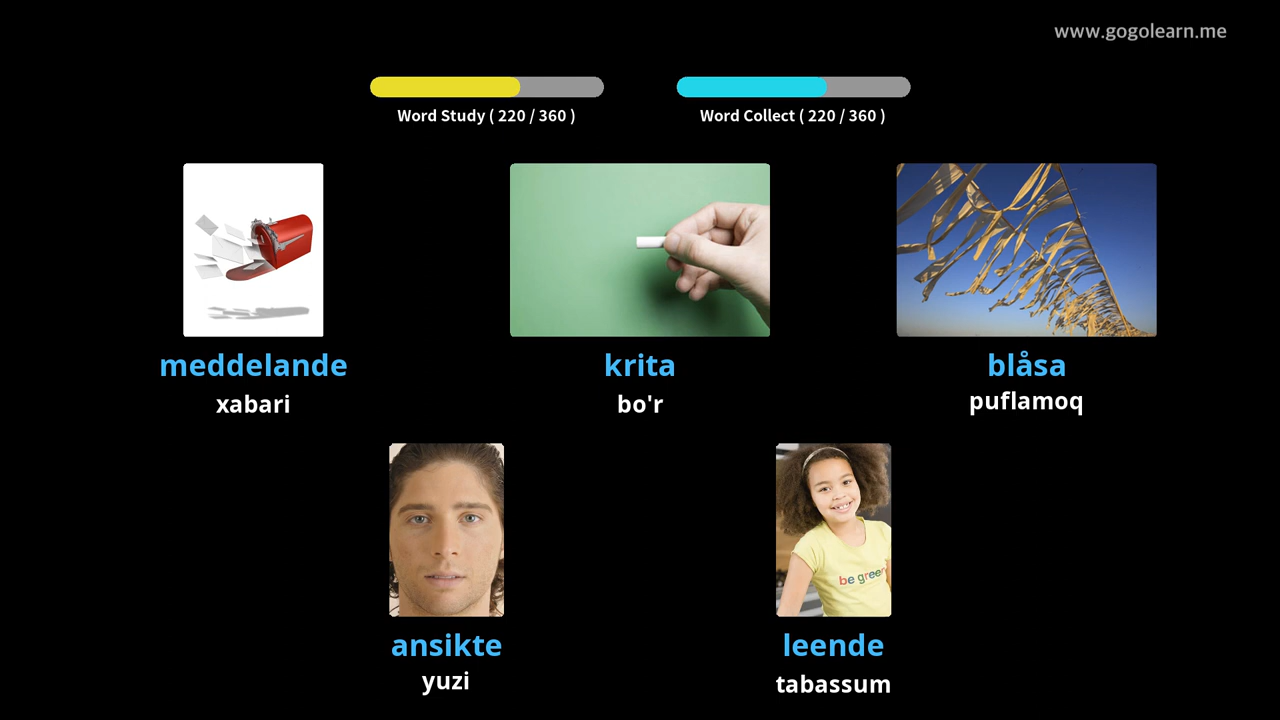 www.gogolearn.me
Word Study ( 220 / 360 )
Word Collect ( 220 / 360 )
meddelande
xabari
krita
bo'r
blåsa
puflamoq
be green
ansikte
yuzi
leende
tabassum